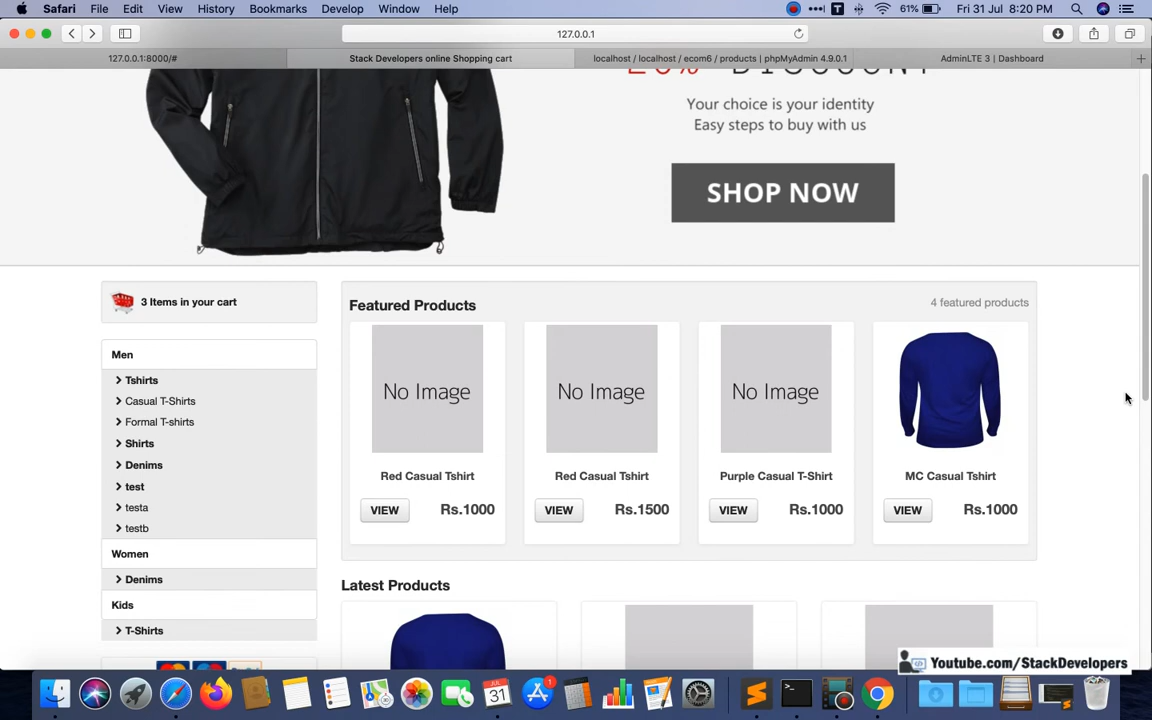 Safari File Edit View History Bookmarks Develop Window Help
61% Fri 31 Jul 8:20 PM
127.0.0.1
127.0.0.1:8000/#
Stack Developers online Shopping cart
localhost / localhost / ecom6 / products | phpMyAdmin 4.9.0.1
AdminLTE 3 | Dashboard
20% DISCOUNT
Your choice is your identity
Easy steps to buy with us
SHOP NOW
3 Items in your cart
Men
Tshirts
Casual T-Shirts
Formal T-shirts
Shirts
Denims
test
testa
testb
Women
Denims
Kids
T-Shirts
Featured Products
4 featured products
No Image
Red Casual Tshirt
VIEW Rs.1000
No Image
Red Casual Tshirt
VIEW Rs.1500
No Image
Purple Casual T-Shirt
VIEW Rs.1000
MC Casual Tshirt
VIEW Rs.1000
Latest Products
Youtube.com/StackDevelopers